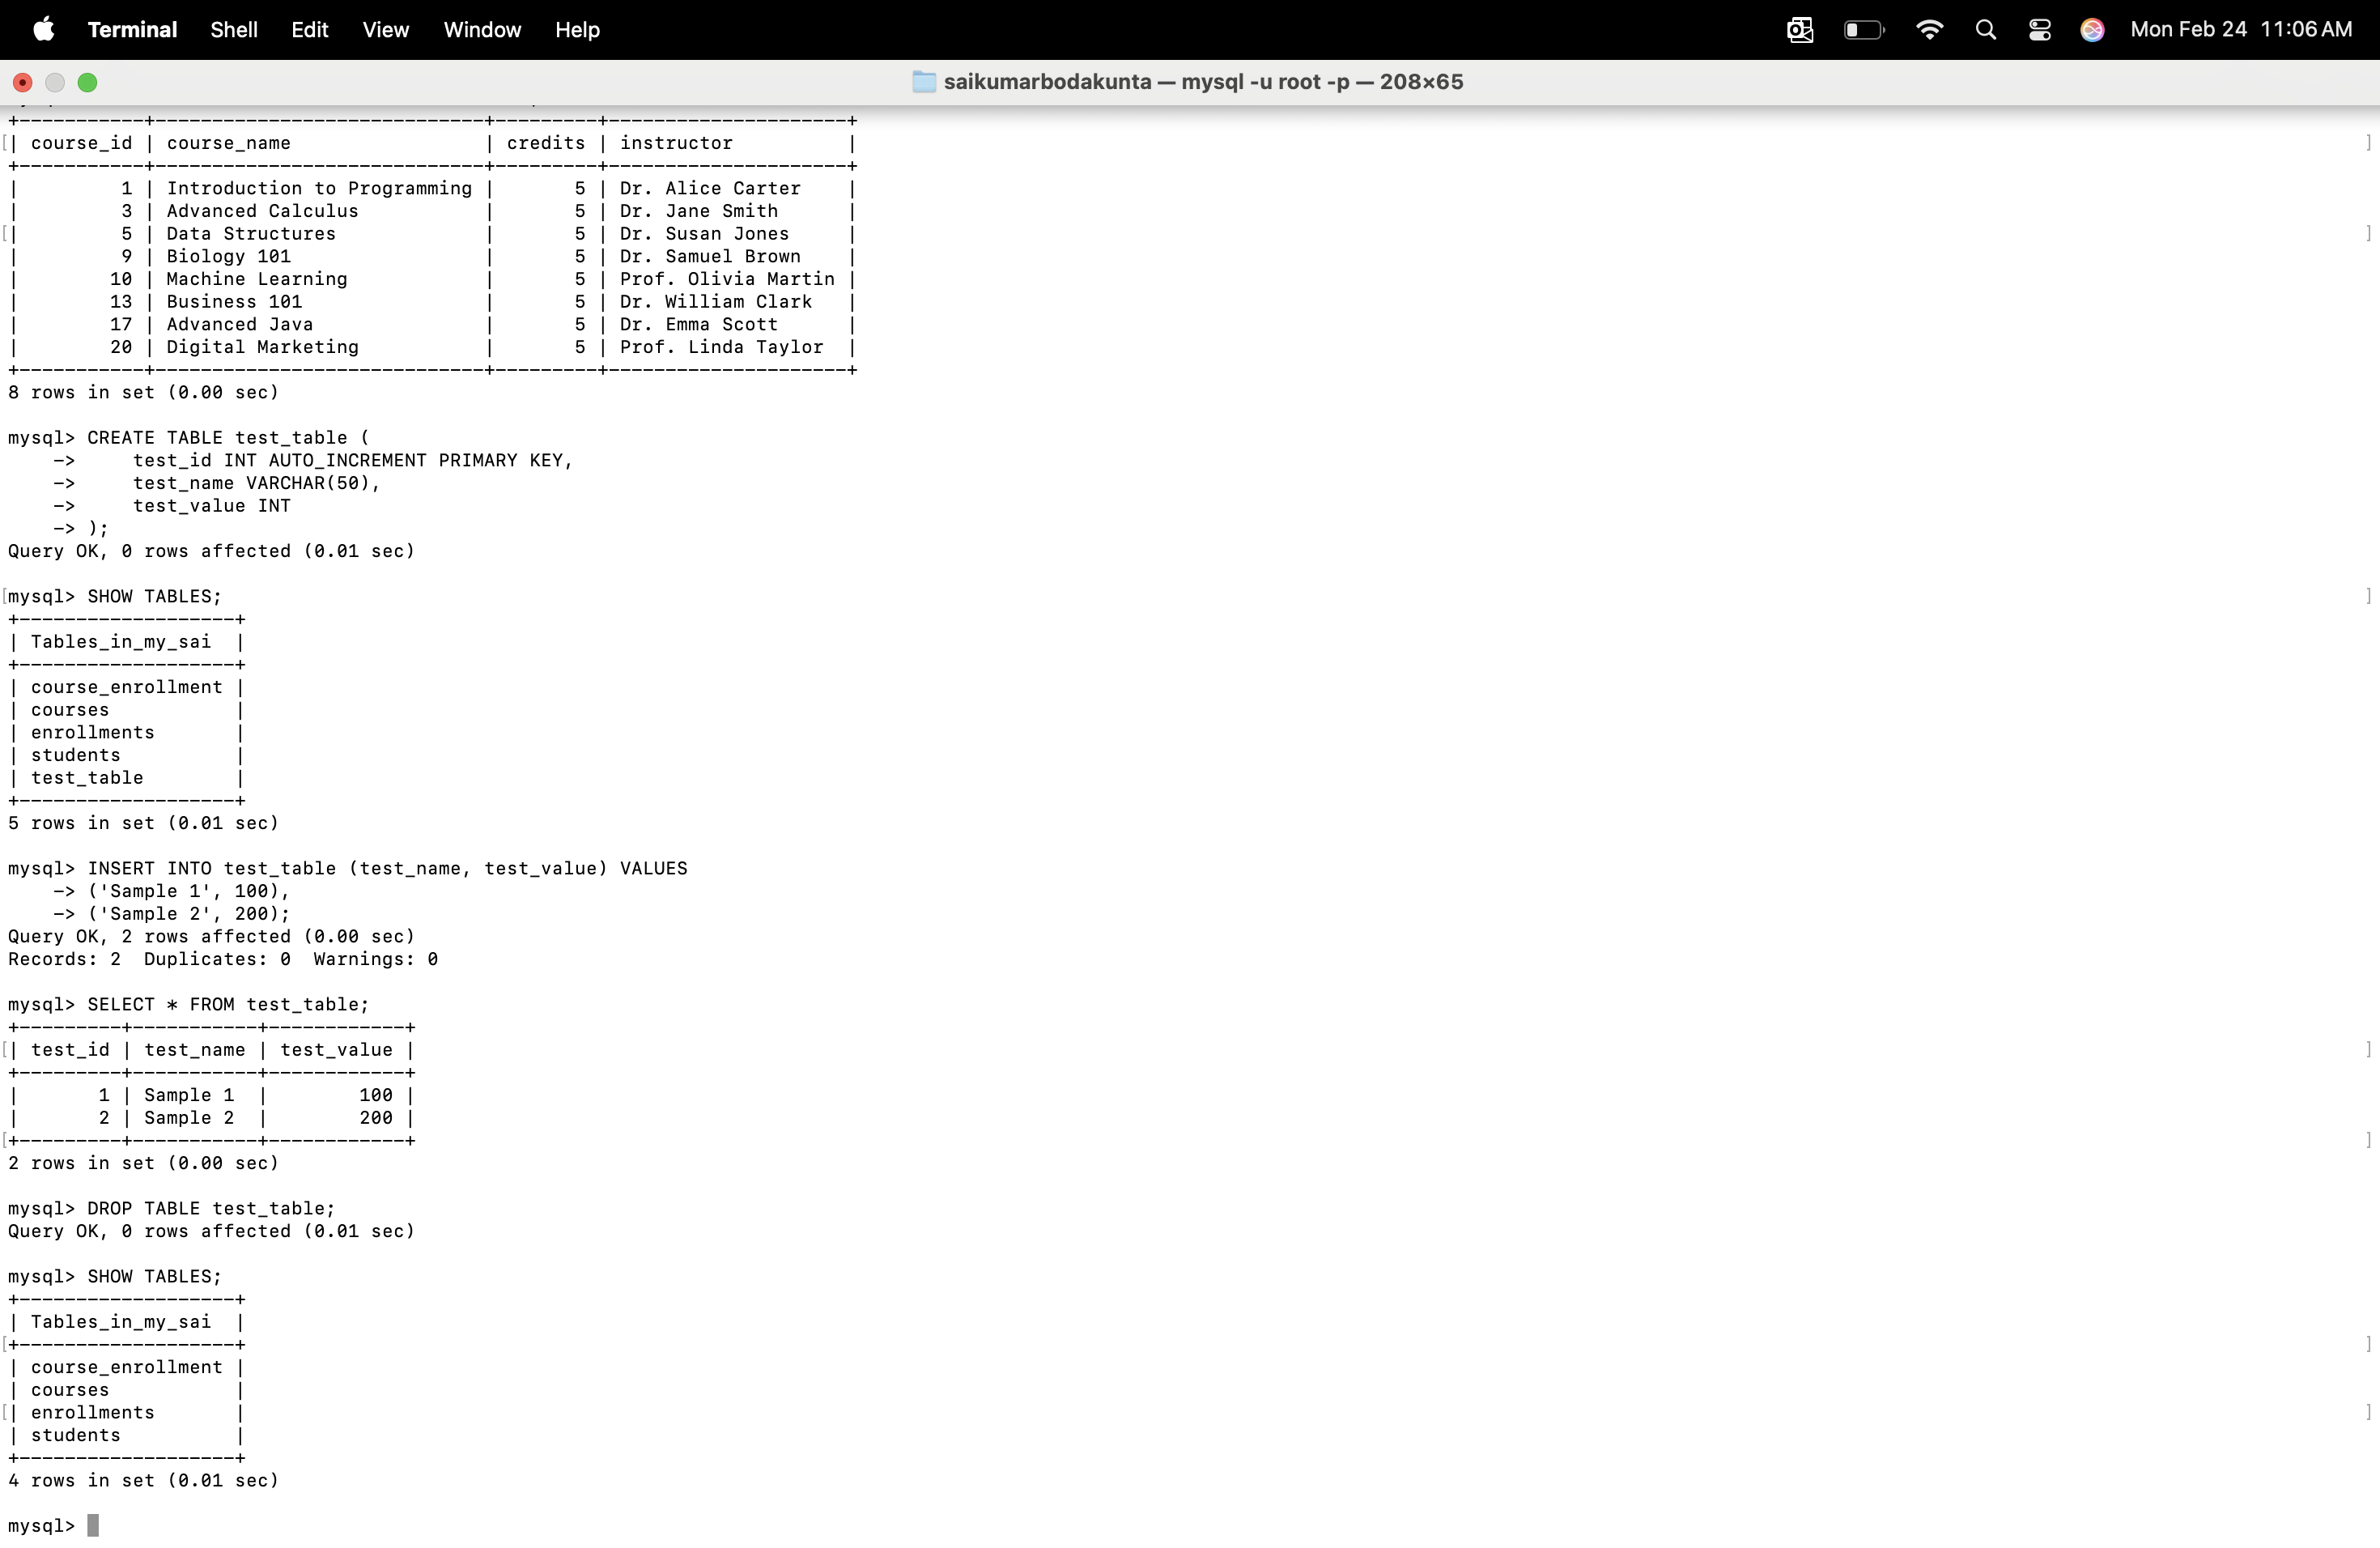 Terminal Shell Edit View Window Help Mon Feb 24 11:06 AM
saikumarbodakunta — mysql -u root -p — 208×65
+-----------+-----------------------------+---------+---------------------+
| course_id | course_name                 | credits | instructor          |
+-----------+-----------------------------+---------+---------------------+
|         1 | Introduction to Programming |       5 | Dr. Alice Carter    |
|         3 | Advanced Calculus           |       5 | Dr. Jane Smith      |
|         5 | Data Structures             |       5 | Dr. Susan Jones     |
|         9 | Biology 101                 |       5 | Dr. Samuel Brown    |
|        10 | Machine Learning            |       5 | Prof. Olivia Martin |
|        13 | Business 101                |       5 | Dr. William Clark   |
|        17 | Advanced Java               |       5 | Dr. Emma Scott      |
|        20 | Digital Marketing           |       5 | Prof. Linda Taylor  |
+-----------+-----------------------------+---------+---------------------+
8 rows in set (0.00 sec)
mysql> CREATE TABLE test_table (
    ->     test_id INT AUTO_INCREMENT PRIMARY KEY,
    ->     test_name VARCHAR(50),
    ->     test_value INT
    -> );
Query OK, 0 rows affected (0.01 sec)
mysql> SHOW TABLES;
+-------------------+
| Tables_in_my_sai  |
+-------------------+
| course_enrollment |
| courses           |
| enrollments       |
| students          |
| test_table        |
+-------------------+
5 rows in set (0.01 sec)
mysql> INSERT INTO test_table (test_name, test_value) VALUES
    -> ('Sample 1', 100),
    -> ('Sample 2', 200);
Query OK, 2 rows affected (0.00 sec)
Records: 2  Duplicates: 0  Warnings: 0
mysql> SELECT * FROM test_table;
+---------+-----------+------------+
| test_id | test_name | test_value |
+---------+-----------+------------+
|       1 | Sample 1  |        100 |
|       2 | Sample 2  |        200 |
+---------+-----------+------------+
2 rows in set (0.00 sec)
mysql> DROP TABLE test_table;
Query OK, 0 rows affected (0.01 sec)
mysql> SHOW TABLES;
+-------------------+
| Tables_in_my_sai  |
+-------------------+
| course_enrollment |
| courses           |
| enrollments       |
| students          |
+-------------------+
4 rows in set (0.01 sec)
mysql>